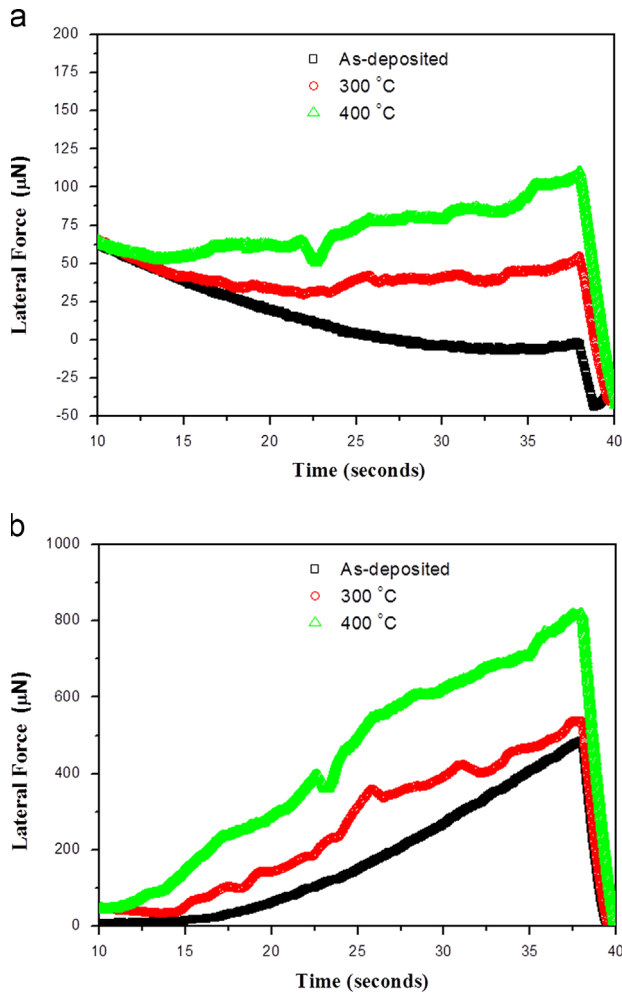 a
200
175
150
125
100
75
50
25
0
-25
-50
Lateral Force (μN)
□ As-deposited
○ 300 °C
△ 400 °C
10 15 20 25 30 35 40
Time (seconds)
b
1000
800
600
400
200
0
Lateral Force (μN)
□ As-deposited
○ 300 °C
△ 400 °C
10 15 20 25 30 35 40
Time (seconds)